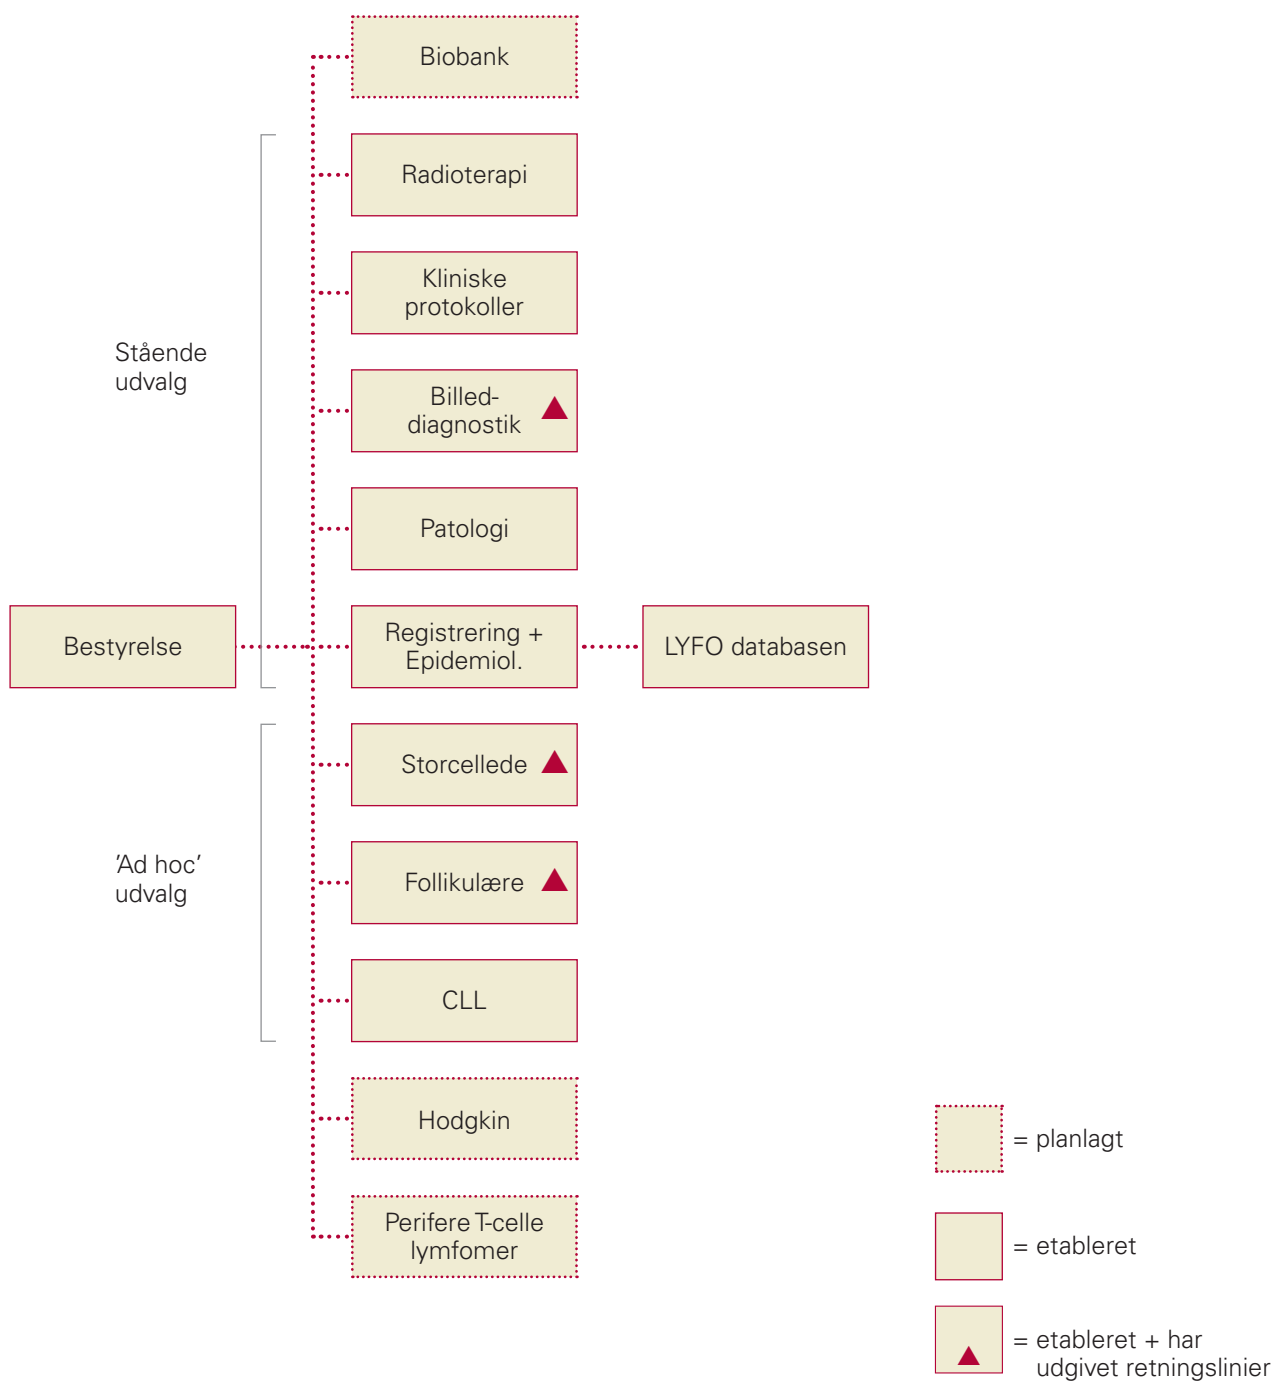 Biobank
Radioterapi
Kliniske
protokoller
Stående
udvalg
Billed-
diagnostik
Patologi
Bestyrelse
Registrering +
Epidemiol.
LYFO databasen
Storcellede
'Ad hoc'
udvalg
Follikulære
CLL
Hodgkin
Perifere T-celle
lymfomer
= planlagt
= etableret
= etableret + har
udgivet retningslinier